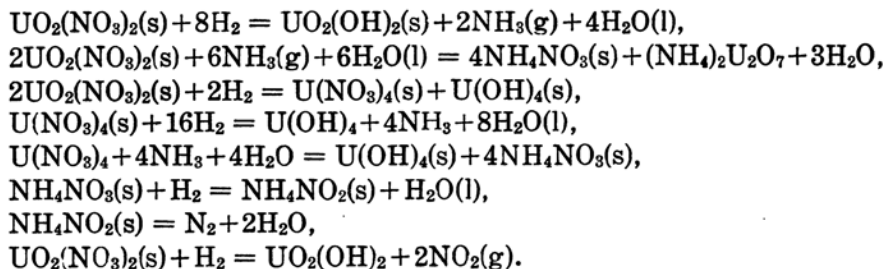 UO₂(NO₃)₂(s)+8H₂ = UO₂(OH)₂(s)+2NH₃(g)+4H₂O(l),
2UO₂(NO₃)₂(s)+6NH₃(g)+6H₂O(l) = 4NH₄NO₃(s)+(NH₄)₂U₂O₇+3H₂O,
2UO₂(NO₃)₂(s)+2H₂ = U(NO₃)₄(s)+U(OH)₄(s),
U(NO₃)₄(s)+16H₂ = U(OH)₄+4NH₃+8H₂O(l),
U(NO₃)₄+4NH₃+4H₂O = U(OH)₄(s)+4NH₄NO₃(s),
NH₄NO₃(s)+H₂ = NH₄NO₂(s)+H₂O(l),
NH₄NO₂(s) = N₂+2H₂O,
UO₂(NO₃)₂(s)+H₂ = UO₂(OH)₂+2NO₂(g).